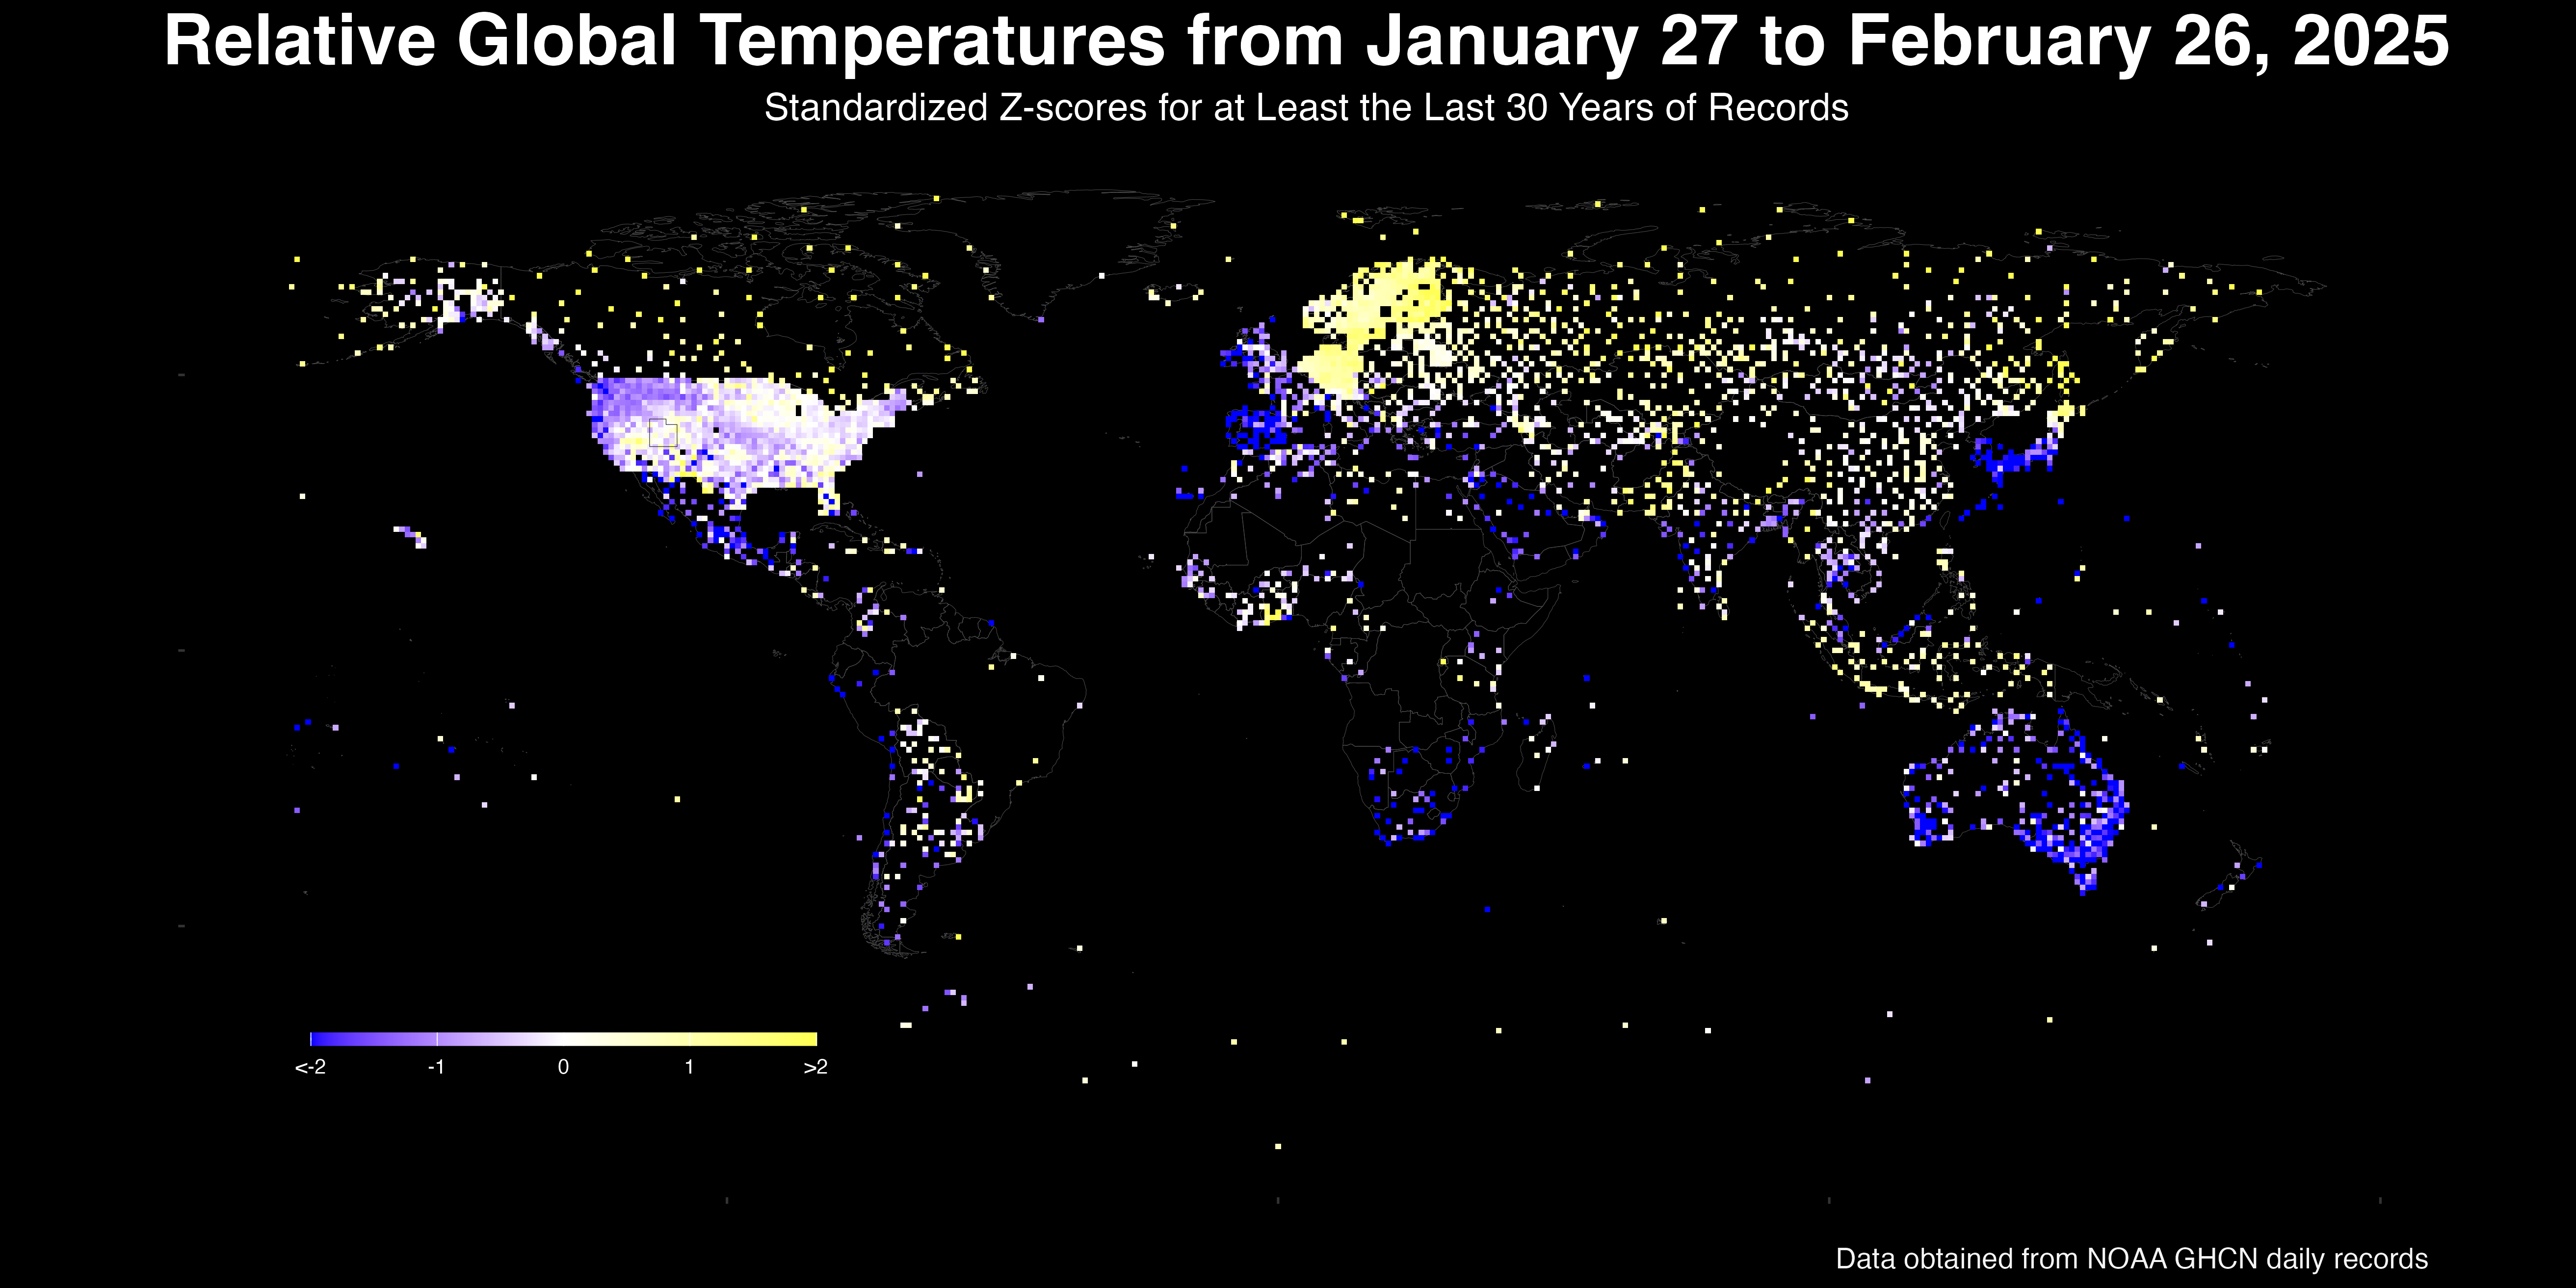 Relative Global Temperatures from January 27 to February 26, 2025
Standardized Z-scores for at Least the Last 30 Years of Records
<-2 -1 0 1 >2
Data obtained from NOAA GHCN daily records